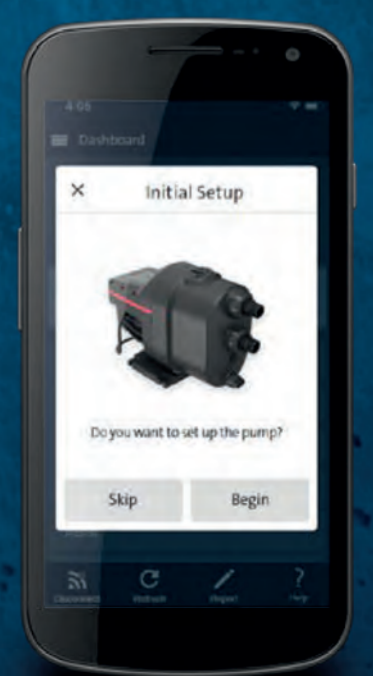 4:06
Dashboard
Initial Setup
Do you want to set up the pump?
Skip
Begin
Disconnect
Refresh
Report
Help